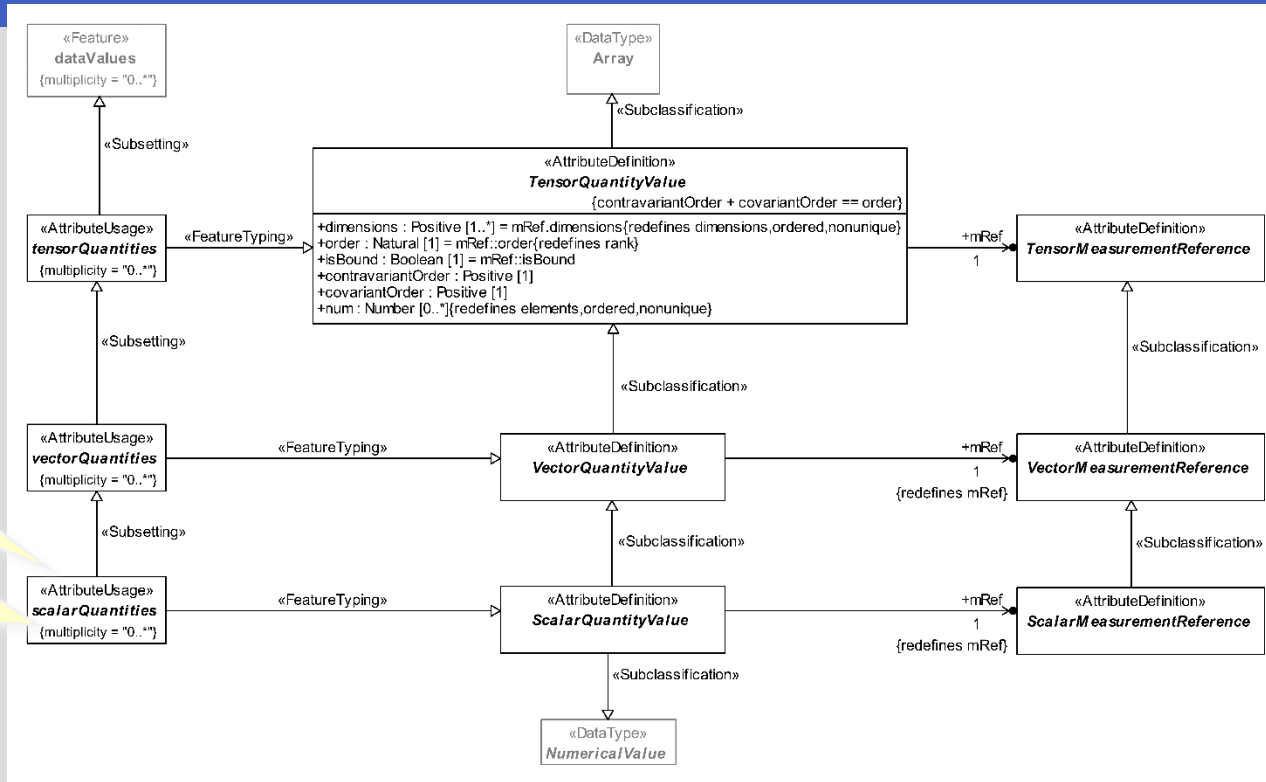 «Feature»
dataValues
{multiplicity = "0..*"}
«DataType»
Array
«Subsetting»
«Subclassification»
«AttributeDefinition»
TensorQuantityValue
{contravariantOrder + covariantOrder == order}
+dimensions : Positive [1..*] = mRef.dimensions{redefines dimensions,ordered,nonunique}
+order : Natural [1] = mRef::order{redefines rank}
+isBound : Boolean [1] = mRef::isBound
+contravariantOrder : Positive [1]
+covariantOrder : Positive [1]
+num : Number [0..*]{redefines elements,ordered,nonunique}
«AttributeUsage»
tensorQuantities
{multiplicity = "0..*"}
«FeatureTyping»
+mRef
1
«AttributeDefinition»
TensorMeasurementReference
«Subsetting»
«Subclassification»
«Subclassification»
«AttributeUsage»
vectorQuantities
{multiplicity = "0..*"}
«FeatureTyping»
«AttributeDefinition»
VectorQuantityValue
+mRef
1
{redefines mRef}
«AttributeDefinition»
VectorMeasurementReference
«Subsetting»
«Subclassification»
«Subclassification»
«AttributeUsage»
scalarQuantities
{multiplicity = "0..*"}
«FeatureTyping»
«AttributeDefinition»
ScalarQuantityValue
+mRef
1
{redefines mRef}
«AttributeDefinition»
ScalarMeasurementReference
«Subclassification»
«DataType»
NumericalValue